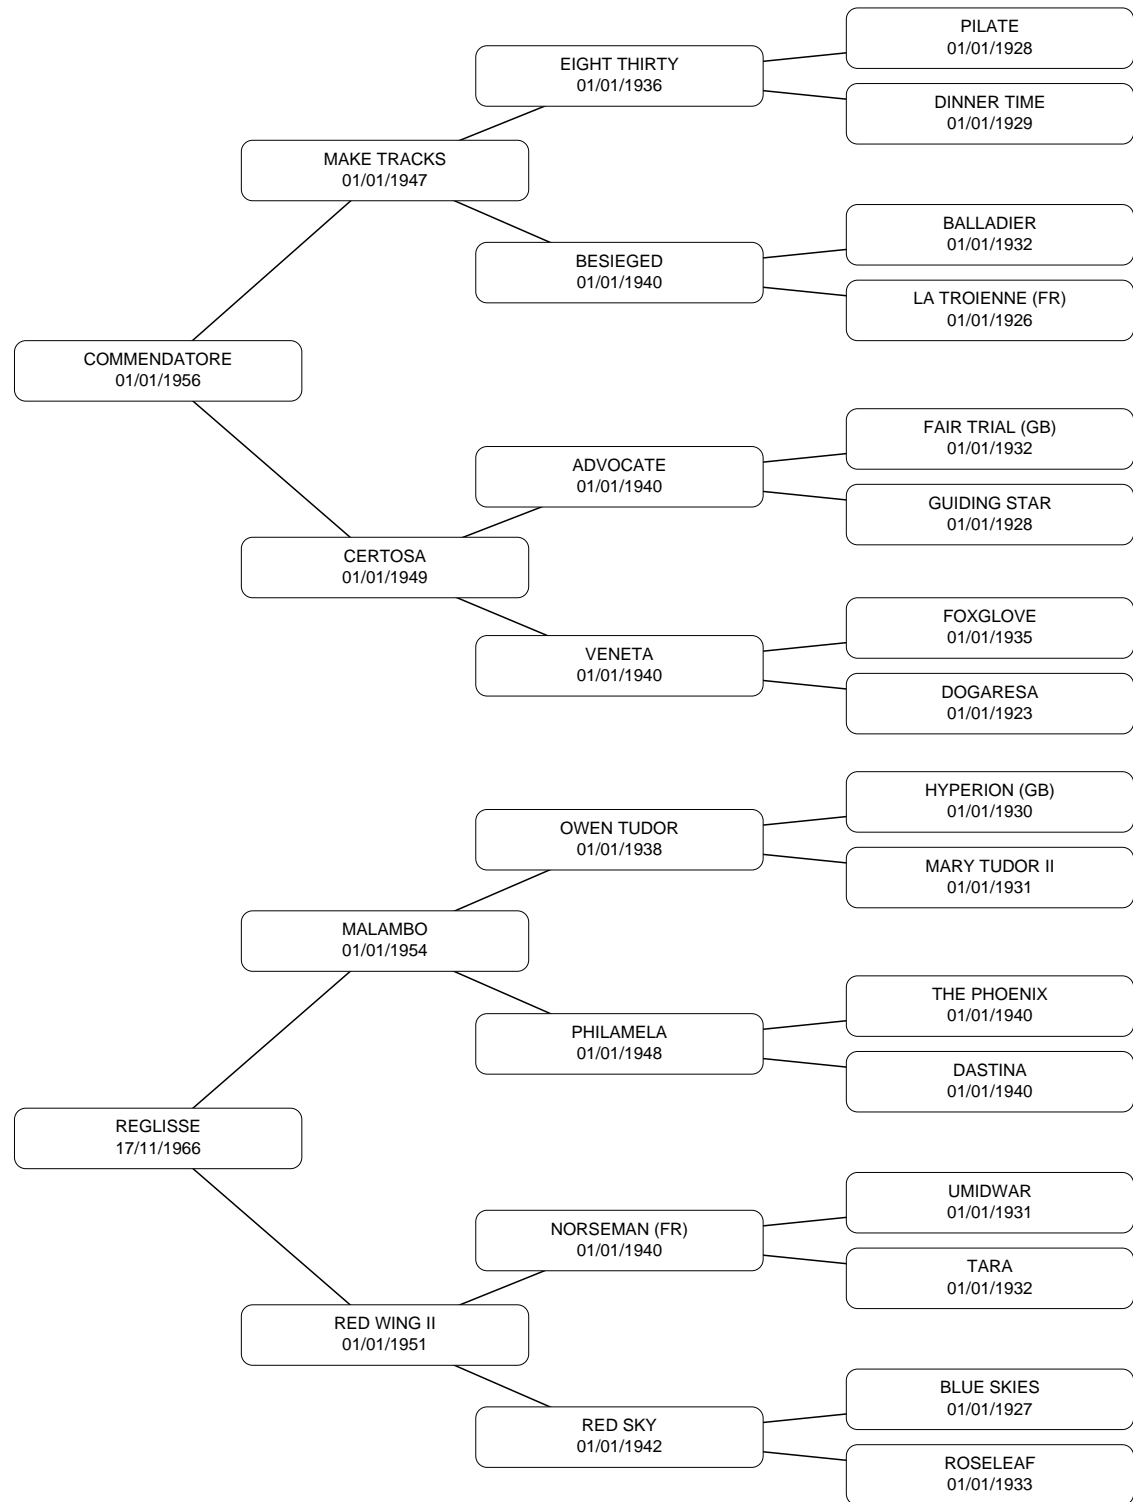 PILATE
01/01/1928
EIGHT THIRTY
01/01/1936
DINNER TIME
01/01/1929
MAKE TRACKS
01/01/1947
BALLADIER
01/01/1932
BESIEGED
01/01/1940
LA TROIENNE (FR)
01/01/1926
COMMENDATORE
01/01/1956
FAIR TRIAL (GB)
01/01/1932
ADVOCATE
01/01/1940
GUIDING STAR
01/01/1928
CERTOSA
01/01/1949
FOXGLOVE
01/01/1935
VENETA
01/01/1940
DOGARESA
01/01/1923
HYPERION (GB)
01/01/1930
OWEN TUDOR
01/01/1938
MARY TUDOR II
01/01/1931
MALAMBO
01/01/1954
THE PHOENIX
01/01/1940
PHILAMELA
01/01/1948
DASTINA
01/01/1940
REGLISSE
17/11/1966
UMIDWAR
01/01/1931
NORSEMAN (FR)
01/01/1940
TARA
01/01/1932
RED WING II
01/01/1951
BLUE SKIES
01/01/1927
RED SKY
01/01/1942
ROSELEAF
01/01/1933